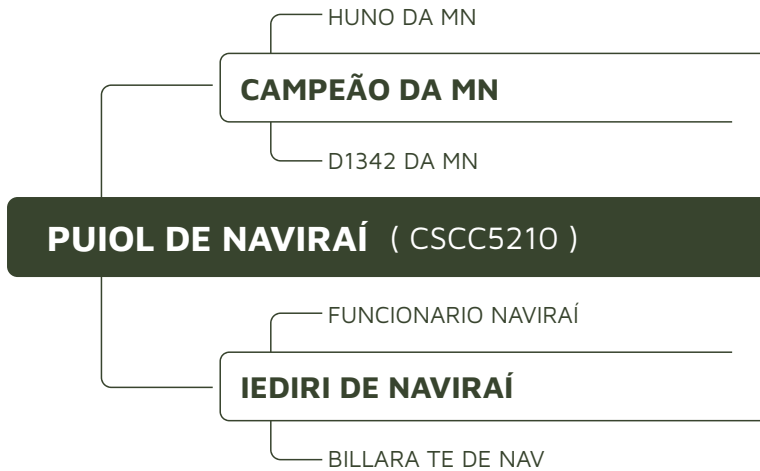 HUNO DA MN
CAMPEÃO DA MN
D1342 DA MN
PUIOL DE NAVIRAÍ ( CSCC5210 )
FUNCIONARIO NAVIRAÍ
IEDIRI DE NAVIRAÍ
BILLARA TE DE NAV